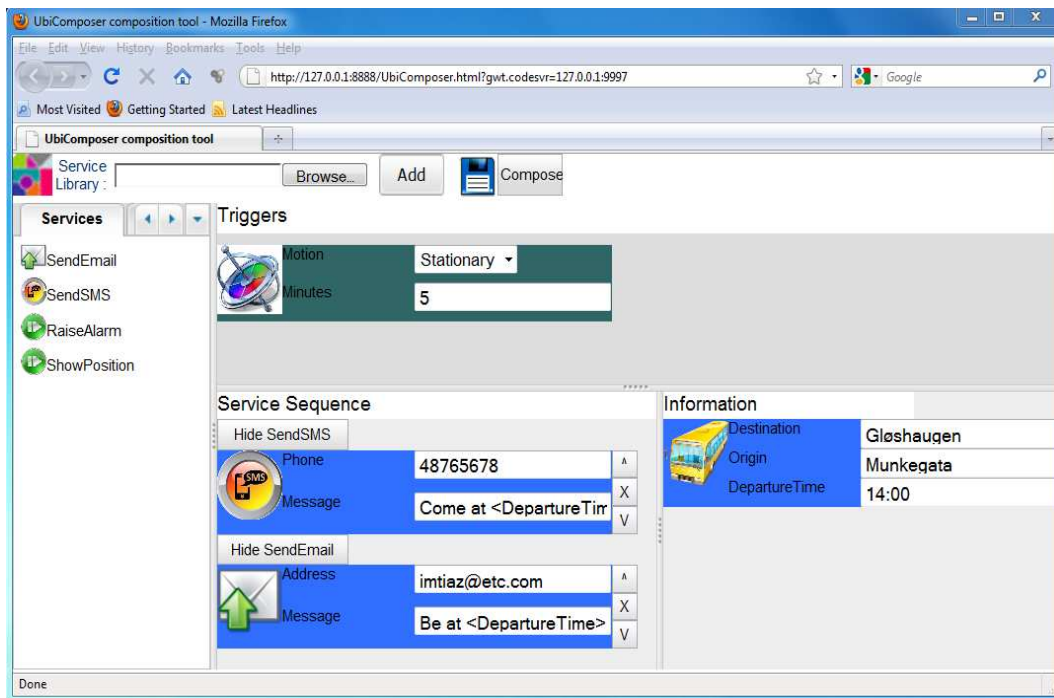 UbiComposer composition tool - Mozilla Firefox
File Edit View History Bookmarks Tools Help
http://127.0.0.1:8888/UbiComposer.html?gwt.codesvr=127.0.0.1:9997
Google
Most Visited Getting Started Latest Headlines
UbiComposer composition tool
Service
Library :
Browse...
Add
Compose
Services
Triggers
SendEmail
SendSMS
RaiseAlarm
ShowPosition
Motion
Stationary
Minutes
5
Service Sequence
Hide SendSMS
SMS
Phone
48765678
Message
Come at <DepartureTim
ʌ
X
V
Hide SendEmail
Address
imtiaz@etc.com
Message
Be at <DepartureTime>
ʌ
X
V
Information
Destination
Gløshaugen
Origin
Munkegata
DepartureTime
14:00
Done